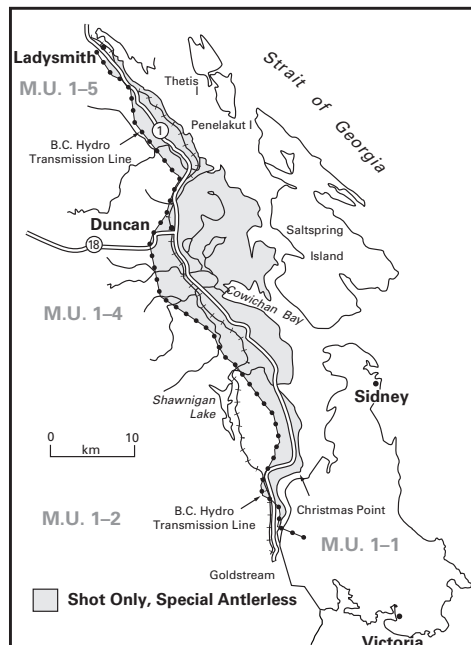 Ladysmith
M.U. 1–5
Thetis
I
Strait of Georgia
Penelakut I
1
B.C. Hydro
Transmission Line
Duncan
18
Saltspring
Island
M.U. 1–4
Cowichan Bay
Shawnigan
Lake
Sidney
0 10
km
M.U. 1–2
B.C. Hydro
Transmission Line
Christmas Point
M.U. 1–1
Goldstream
Shot Only, Special Antlerless
Victoria